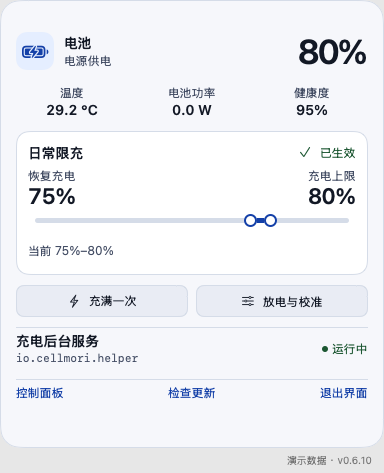 电池
电源供电
80%
温度 电池功率 健康度
29.2 °C 0.0 W 95%
日常限充 已生效
恢复充电 充电上限
75% 80%
当前 75%–80%
充满一次 放电与校准
充电后台服务
io.cellmori.helper
运行中
控制面板 检查更新 退出界面
演示数据 · v0.6.10